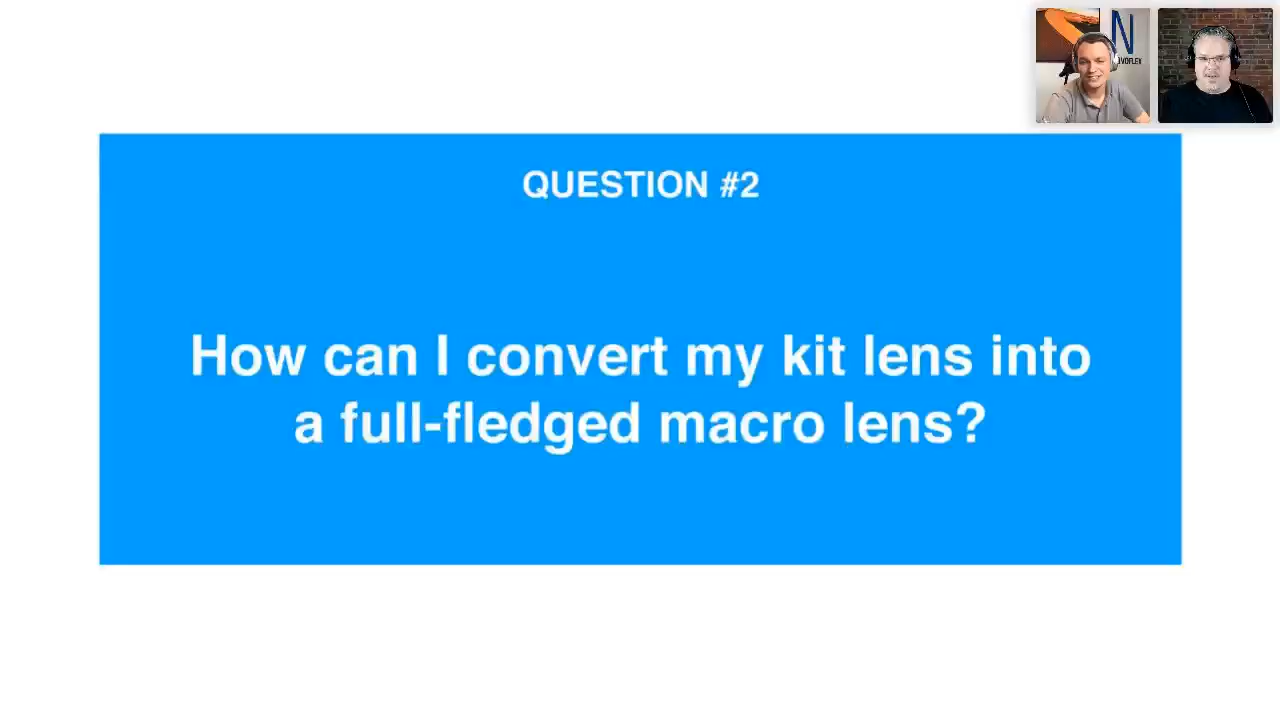 N
QUESTION #2
How can I convert my kit lens into
a full-fledged macro lens?